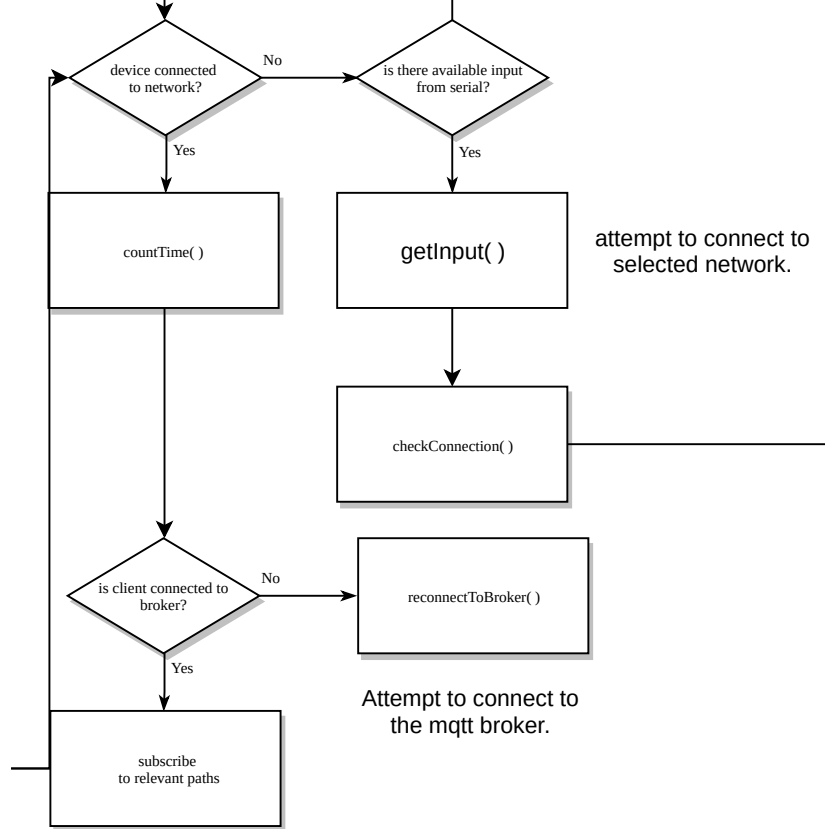 device connected
to network?
No
is there available input
from serial?
Yes
Yes
countTime( )
getInput( )
attempt to connect to
selected network.
checkConnection( )
is client connected to
broker?
No
reconnectToBroker( )
Yes
Attempt to connect to
the mqtt broker.
subscribe
to relevant paths